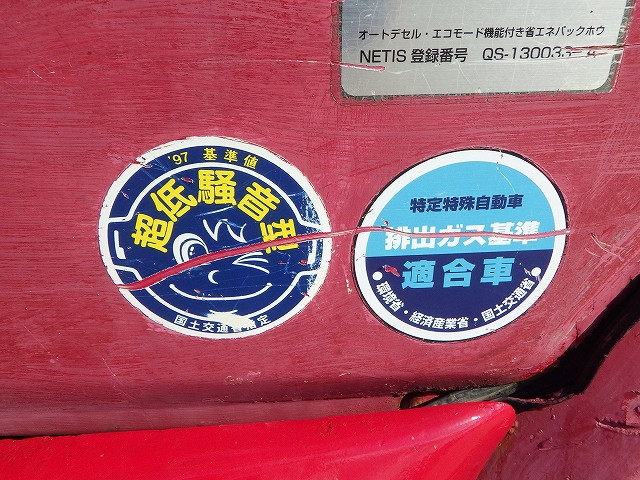 オートデセル・エコモード機能付き省エネバックホウ
NETIS 登録番号 QS-130033-A
'97 基準値
超低騒音型
国土交通省指定
特定特殊自動車
排出ガス基準
適合車
・環境省・経済産業省・国土交通省・